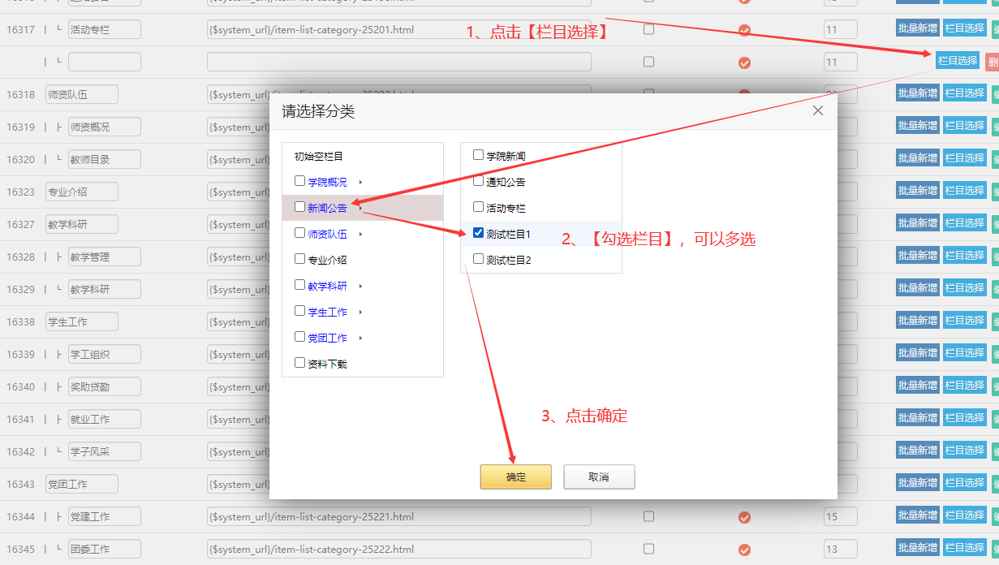 16317 | └ 活动专栏 {$system_url}/item-list-category-25201.html 1、点击【栏目选择】 11 批量新增 栏目选择
| └ 11 栏目选择 删
16318 师资队伍 批量新增 栏目选择
请选择分类
16319 | ├ 师资概况 {$system_url} 批量新增 栏目选择
初始空栏目 学院新闻
16320 | └ 教师目录 {$system_url} 批量新增 栏目选择
学院概况 通知公告
16323 专业介绍 {$system_url} 批量新增 栏目选择
新闻公告 活动专栏
16327 教学科研 {$system_url} 批量新增 栏目选择
师资队伍 测试栏目1 2、【勾选栏目】，可以多选
16328 | ├ 教学管理 {$system_url} 批量新增 栏目选择
专业介绍 测试栏目2
16329 | └ 教学科研 {$system_url} 批量新增 栏目选择
教学科研
学生工作
16338 学生工作 {$system_url} 批量新增 栏目选择
党团工作
16339 | ├ 学工组织 {$system_url} 批量新增 栏目选择
资料下载
16340 | ├ 奖助贷勤 {$system_url} 批量新增 栏目选择
16341 | ├ 就业工作 {$system_url} 3、点击确定 批量新增 栏目选择
16342 | └ 学子风采 {$system_url} 批量新增 栏目选择
16343 党团工作 {$system_url} 确定 取消 批量新增 栏目选择
16344 | ├ 党建工作 {$system_url}/item-list-category-25221.html 15 批量新增 栏目选择
16345 | └ 团委工作 {$system_url}/item-list-category-25222.html 13 批量新增 栏目选择